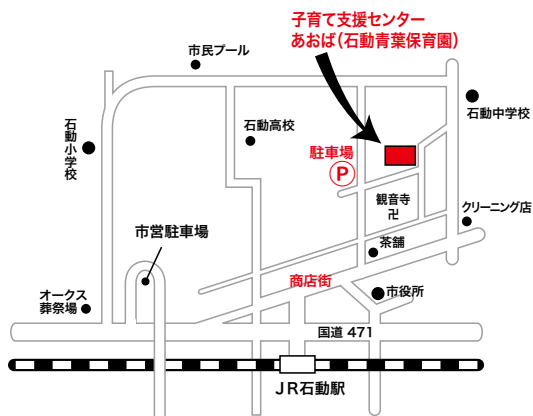 子育て支援センター
あおば（石動青葉保育園）
市民プール
石動中学校
石動高校
石動小学校
駐車場
P
観音寺
卍
クリーニング店
市営駐車場
茶舗
商店街
オークス
葬祭場
市役所
国道 471
JR石動駅